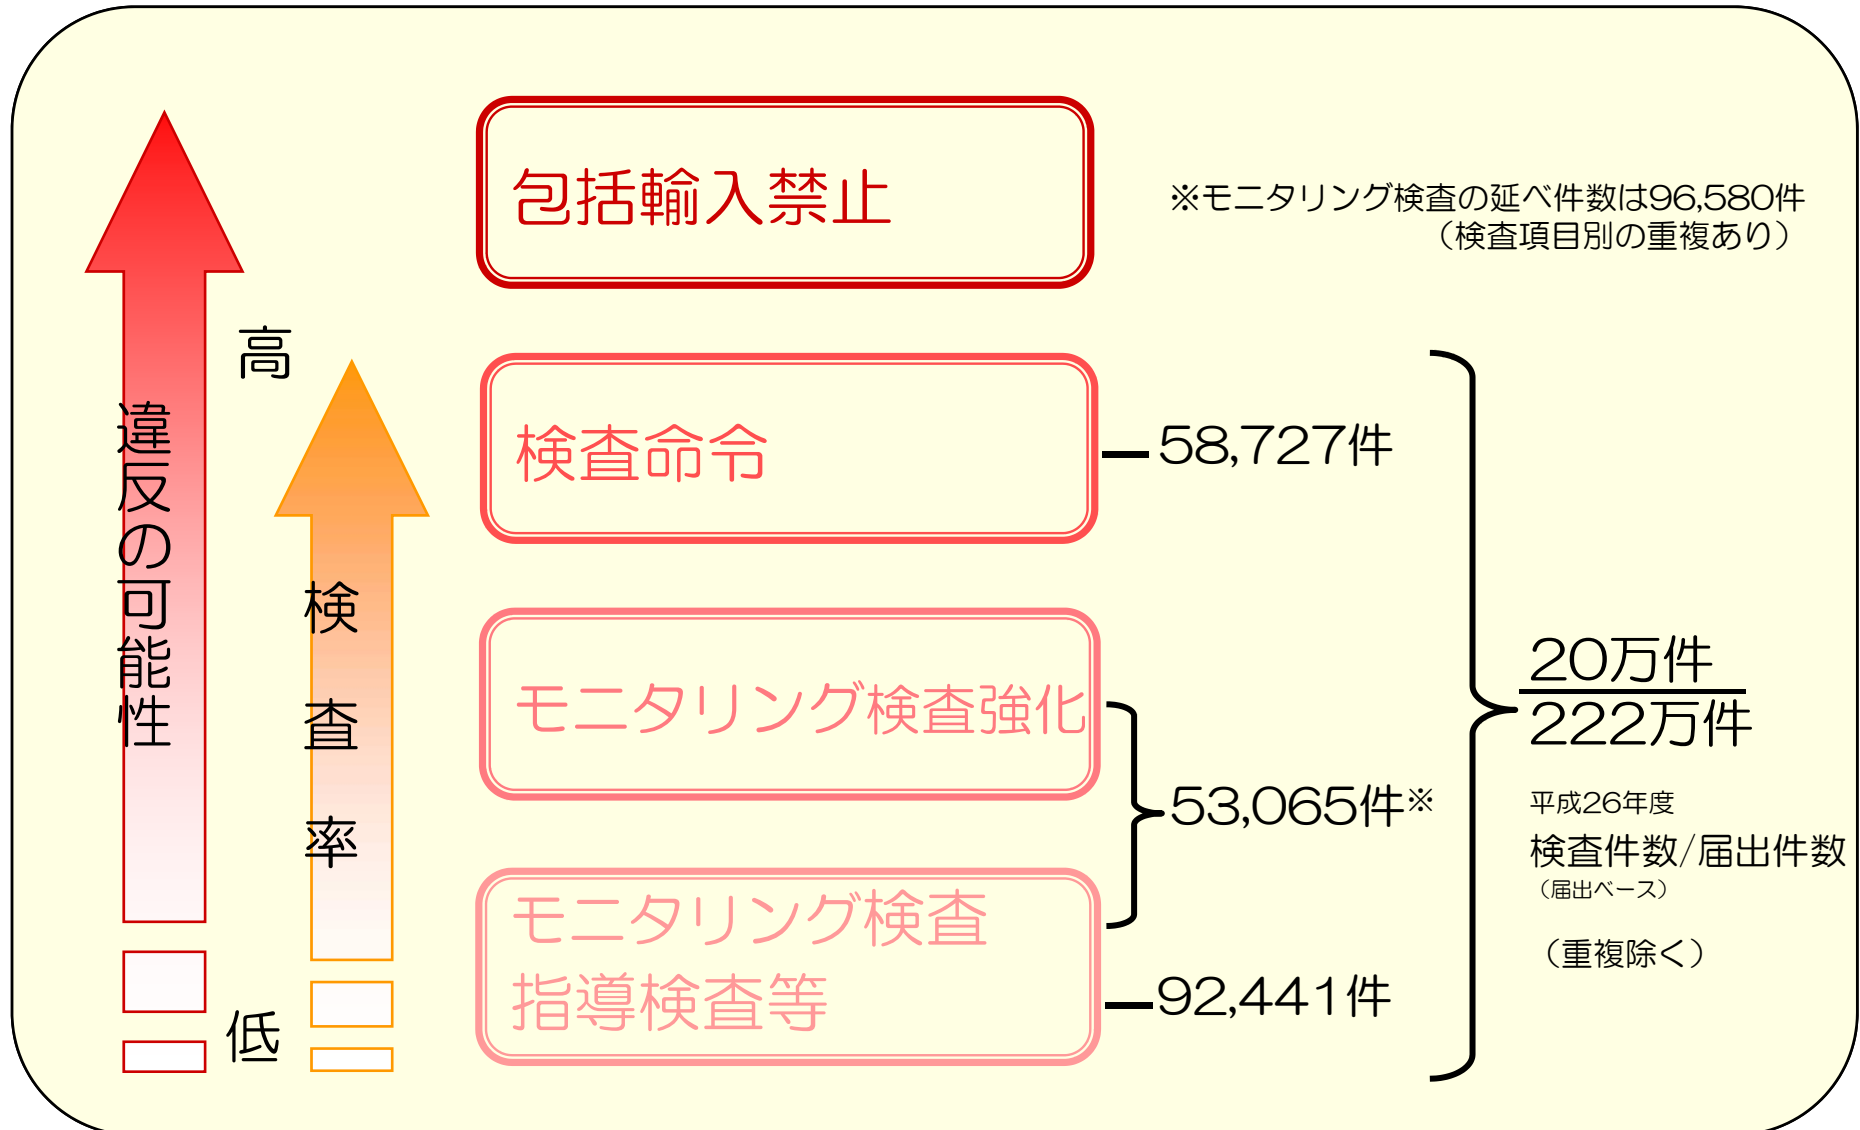 包括輸入禁止
※モニタリング検査の延べ件数は96,580件
（検査項目別の重複あり）
高
違反の可能性
検査率
低
検査命令
58,727件
モニタリング検査強化
53,065件※
モニタリング検査
指導検査等
92,441件
20万件
222万件
平成26年度
検査件数/届出件数
（届出ベース）
（重複除く）